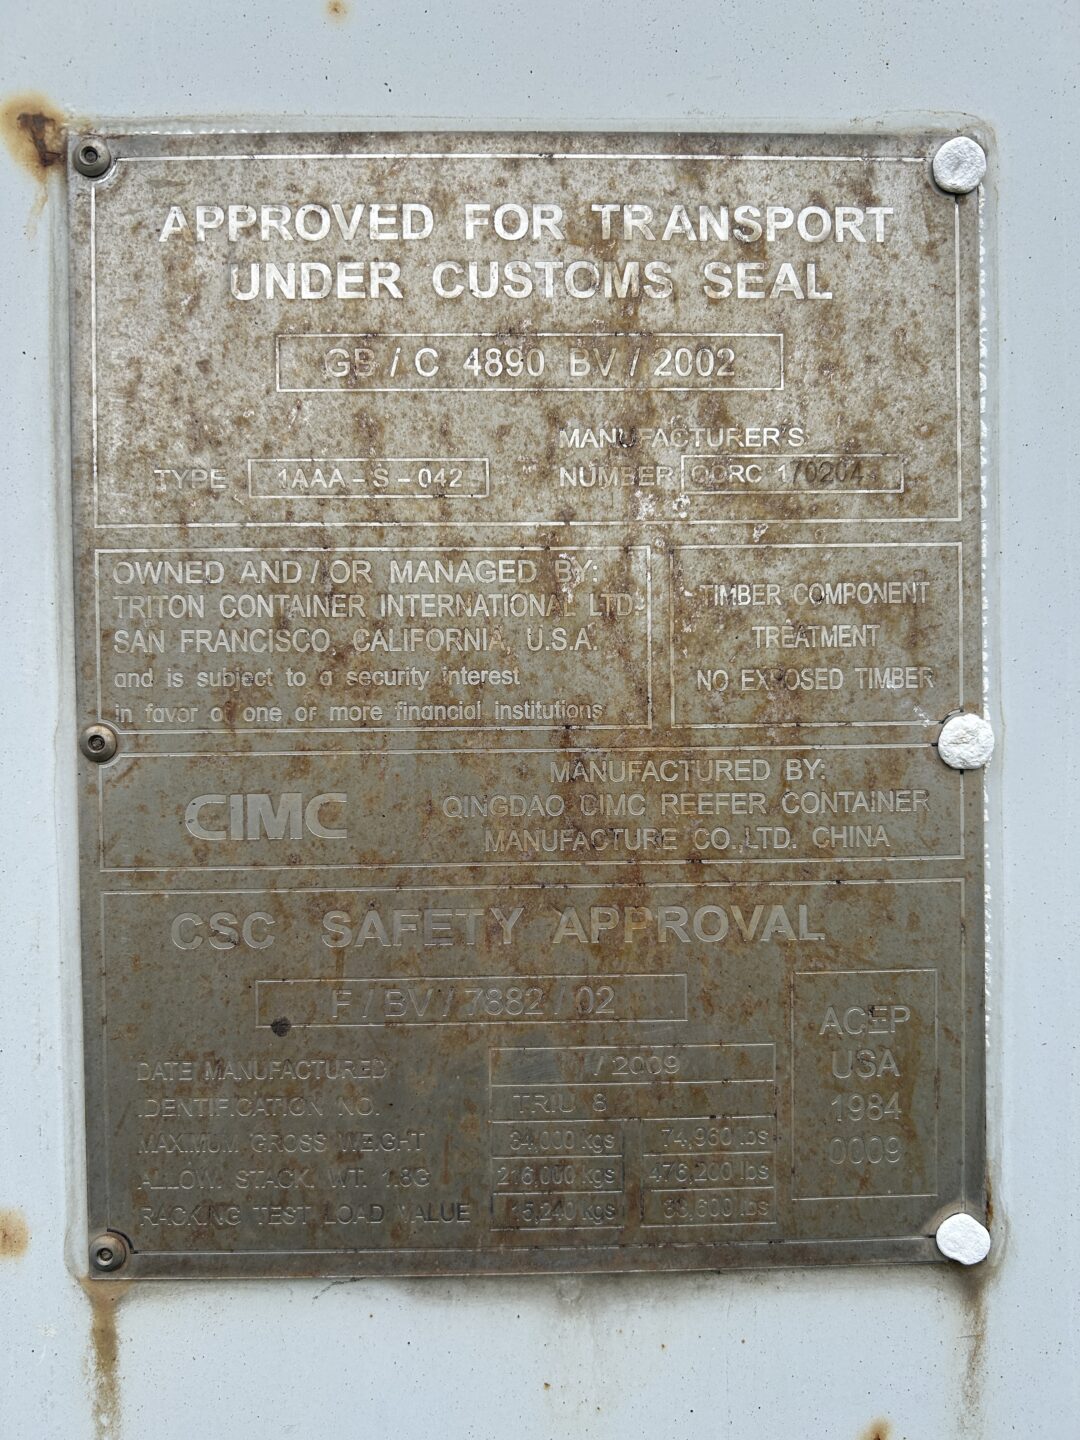 APPROVED FOR TRANSPORT
UNDER CUSTOMS SEAL
GB / C 4890 BV / 2002
TYPE 1AAA - S - 042
MANUFACTURER'S
NUMBER QDRC 170204
OWNED AND / OR MANAGED BY:
TRITON CONTAINER INTERNATIONAL LTD.
SAN FRANCISCO, CALIFORNIA, U.S.A.
and is subject to a security interest
in favor of one or more financial institutions
TIMBER COMPONENT
TREATMENT
NO EXPOSED TIMBER
CIMC
MANUFACTURED BY:
QINGDAO CIMC REEFER CONTAINER
MANUFACTURE CO.,LTD. CHINA
CSC SAFETY APPROVAL
F / BV / 7882 / 02
DATE MANUFACTURED / 2009
IDENTIFICATION NO. TRIU 8
MAXIMUM GROSS WEIGHT 34,000 kgs 74,960 lbs
ALLOW. STACK. WT. 1.8G 216,000 kgs 476,200 lbs
RACKING TEST LOAD VALUE 15,240 kgs 33,600 lbs
ACEP
USA
1984
0009